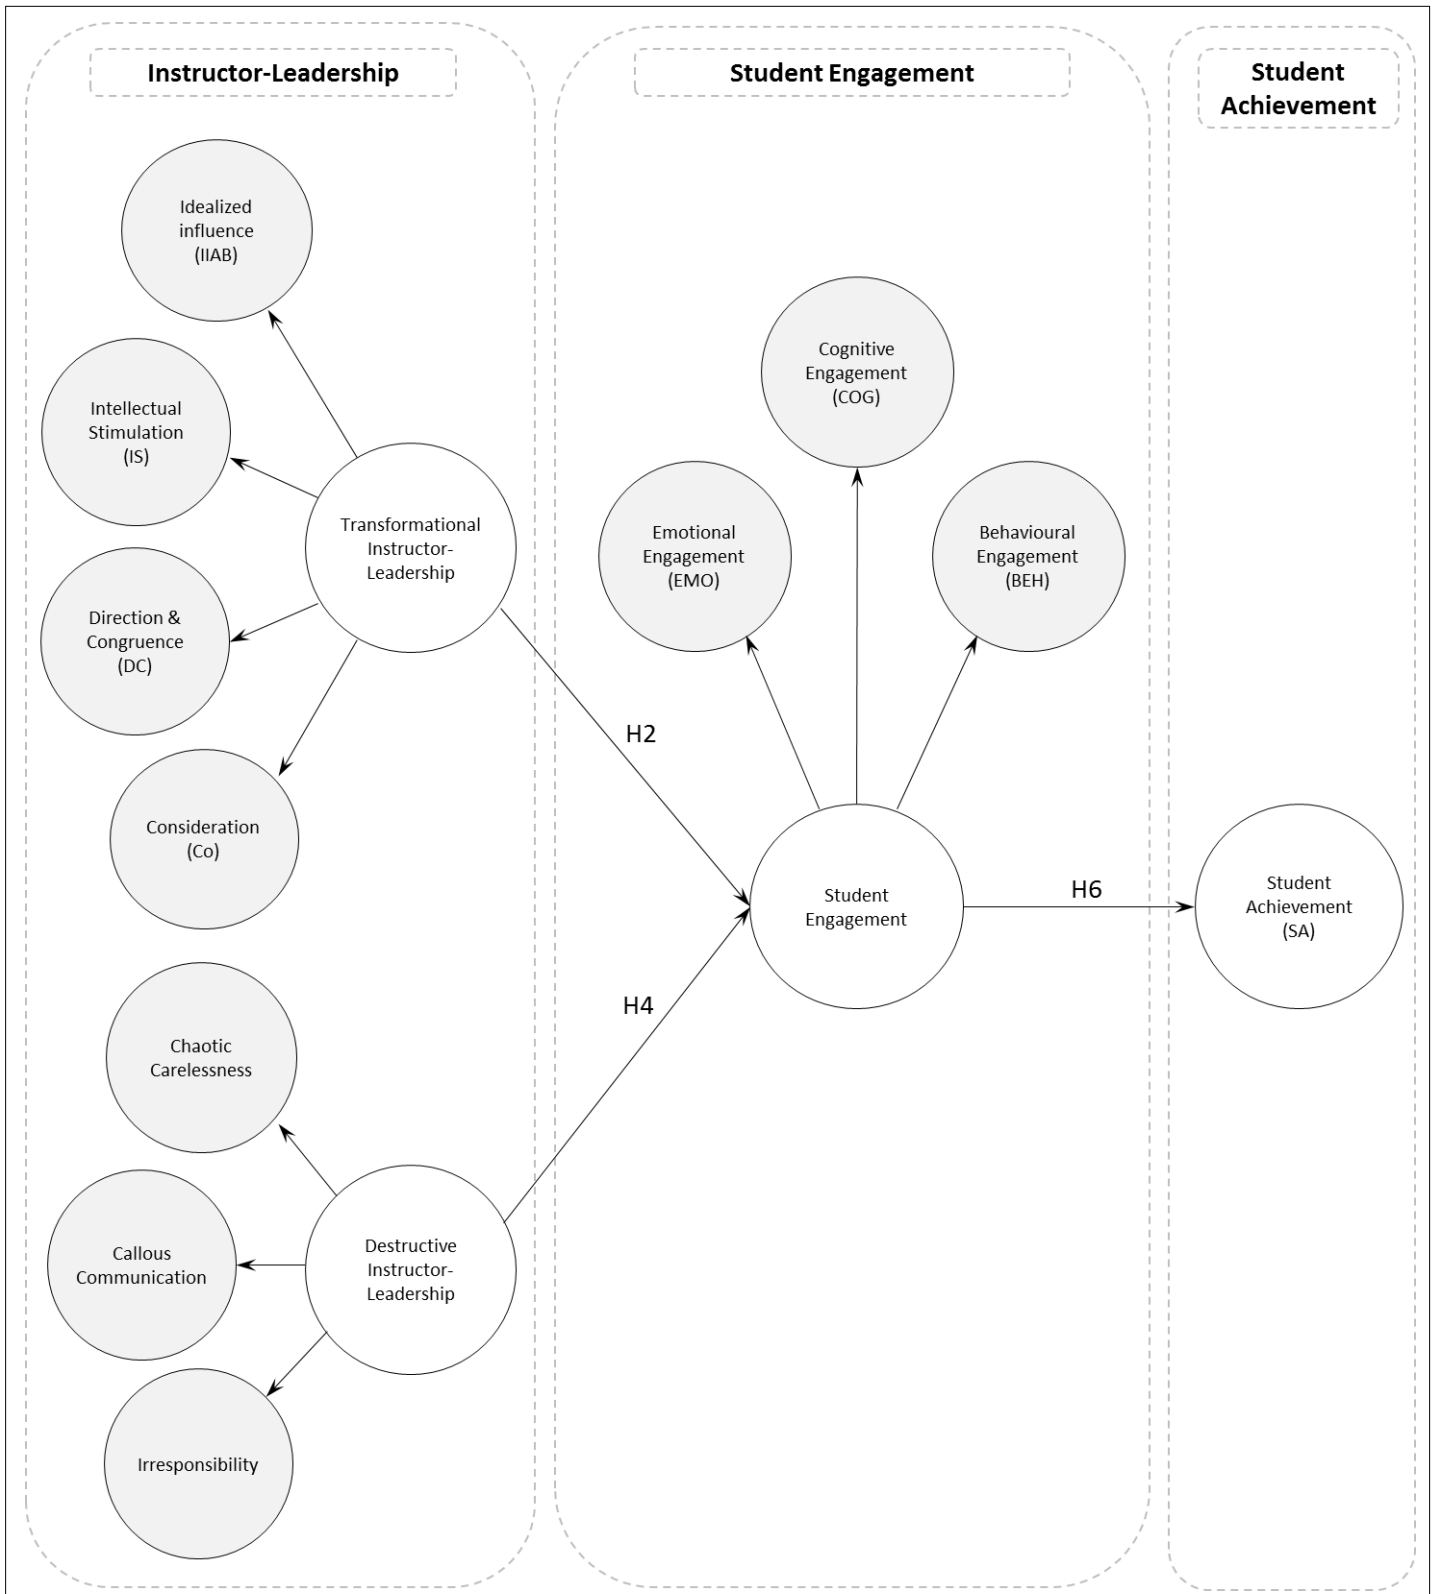 Instructor-Leadership
Student Engagement
Student
Achievement
Idealized
influence
(IIAB)
Intellectual
Stimulation
(IS)
Direction &
Congruence
(DC)
Consideration
(Co)
Transformational
Instructor-
Leadership
Chaotic
Carelessness
Callous
Communication
Irresponsibility
Destructive
Instructor-
Leadership
H2
H4
Cognitive
Engagement
(COG)
Emotional
Engagement
(EMO)
Behavioural
Engagement
(BEH)
Student
Engagement
H6
Student
Achievement
(SA)